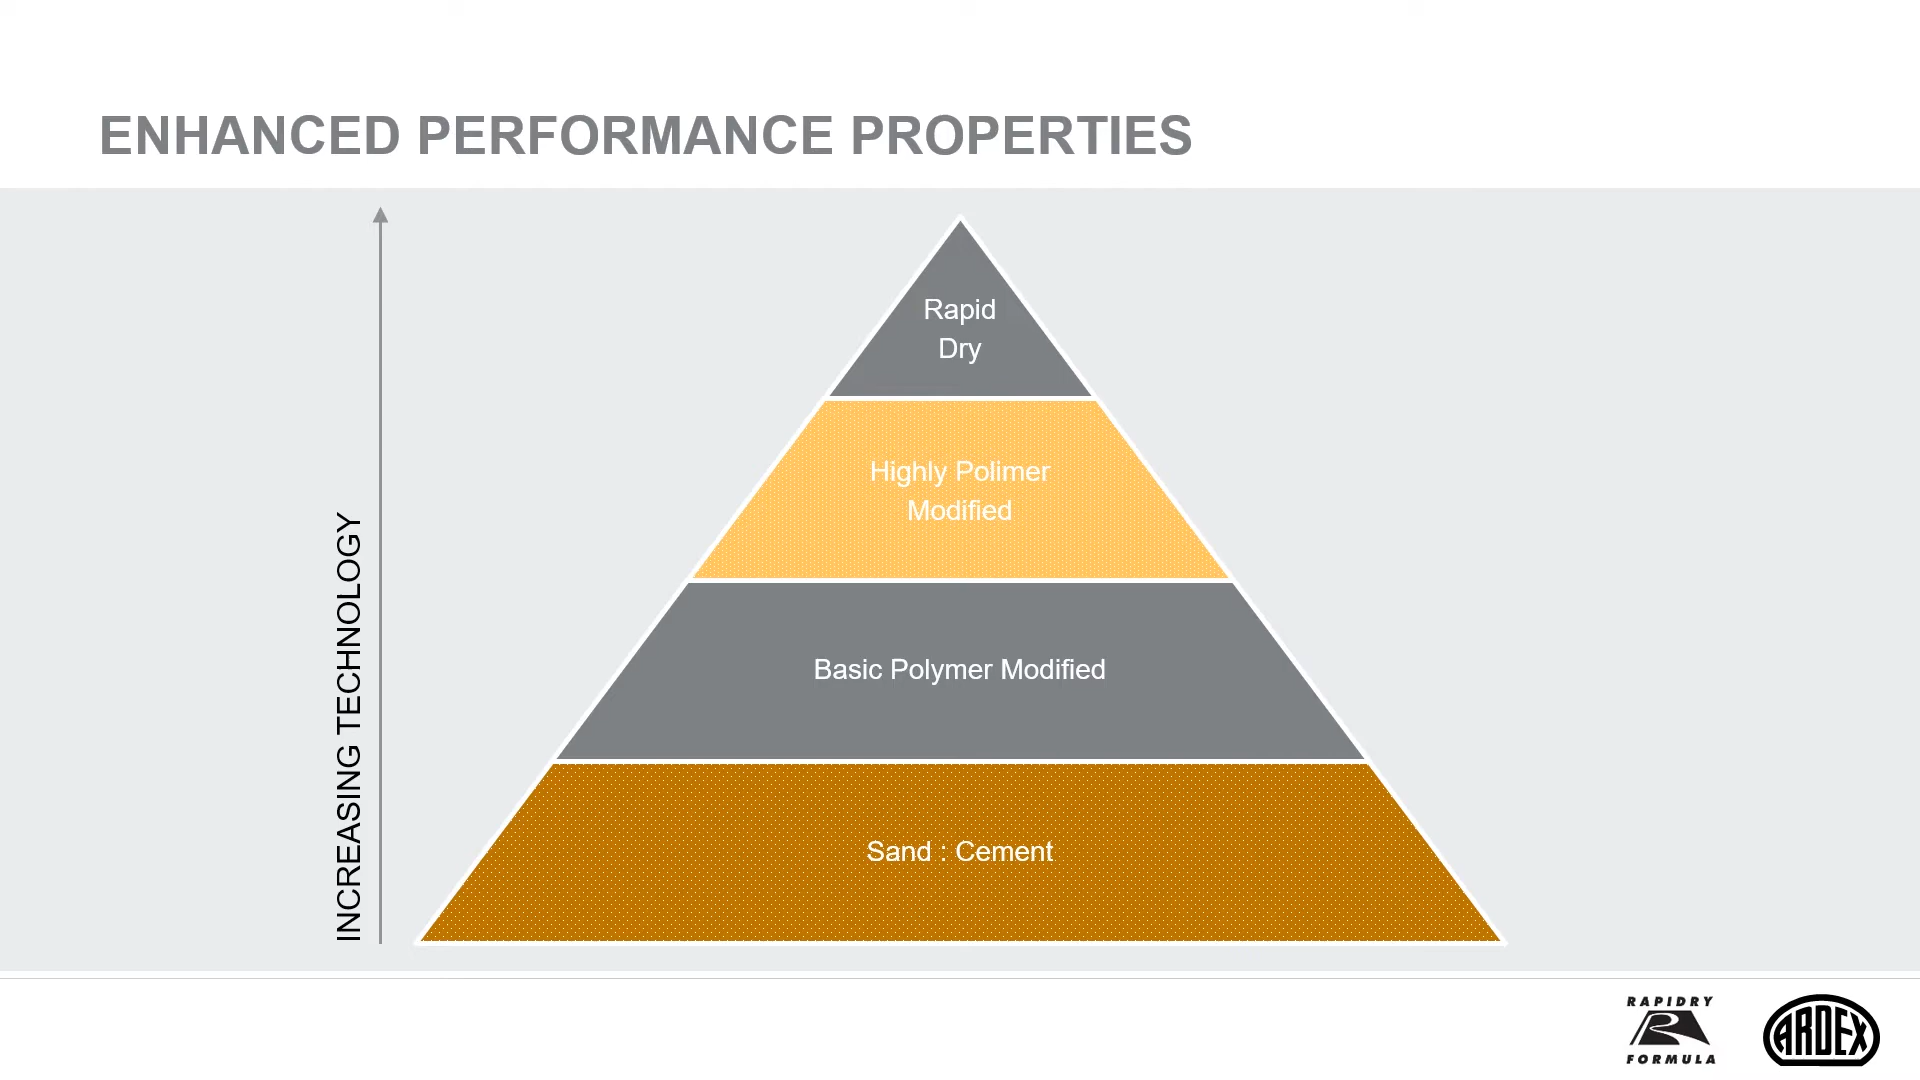 ENHANCED PERFORMANCE PROPERTIES
INCREASING TECHNOLOGY
Rapid
Dry
Highly Polimer
Modified
Basic Polymer Modified
Sand : Cement
RAPIDRY
R
FORMULA
ARDEX